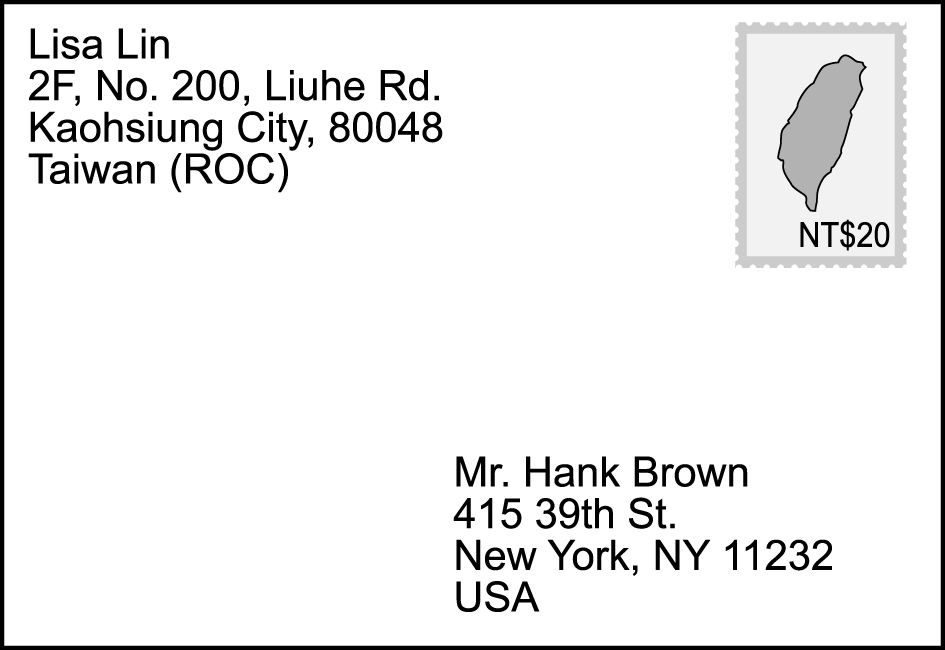 Lisa Lin
2F, No. 200, Liuhe Rd.
Kaohsiung City, 80048
Taiwan (ROC)
NT$20
Mr. Hank Brown
415 39th St.
New York, NY 11232
USA